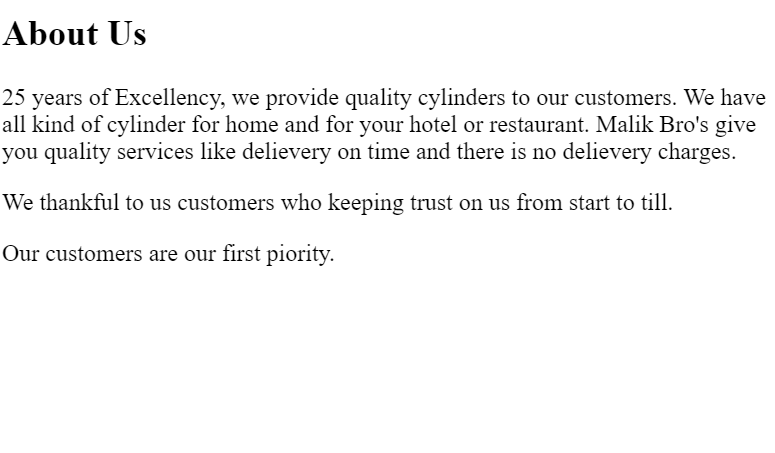 About Us
25 years of Excellency, we provide quality cylinders to our customers. We have
all kind of cylinder for home and for your hotel or restaurant. Malik Bro's give
you quality services like delievery on time and there is no delievery charges.
We thankful to us customers who keeping trust on us from start to till.
Our customers are our first piority.